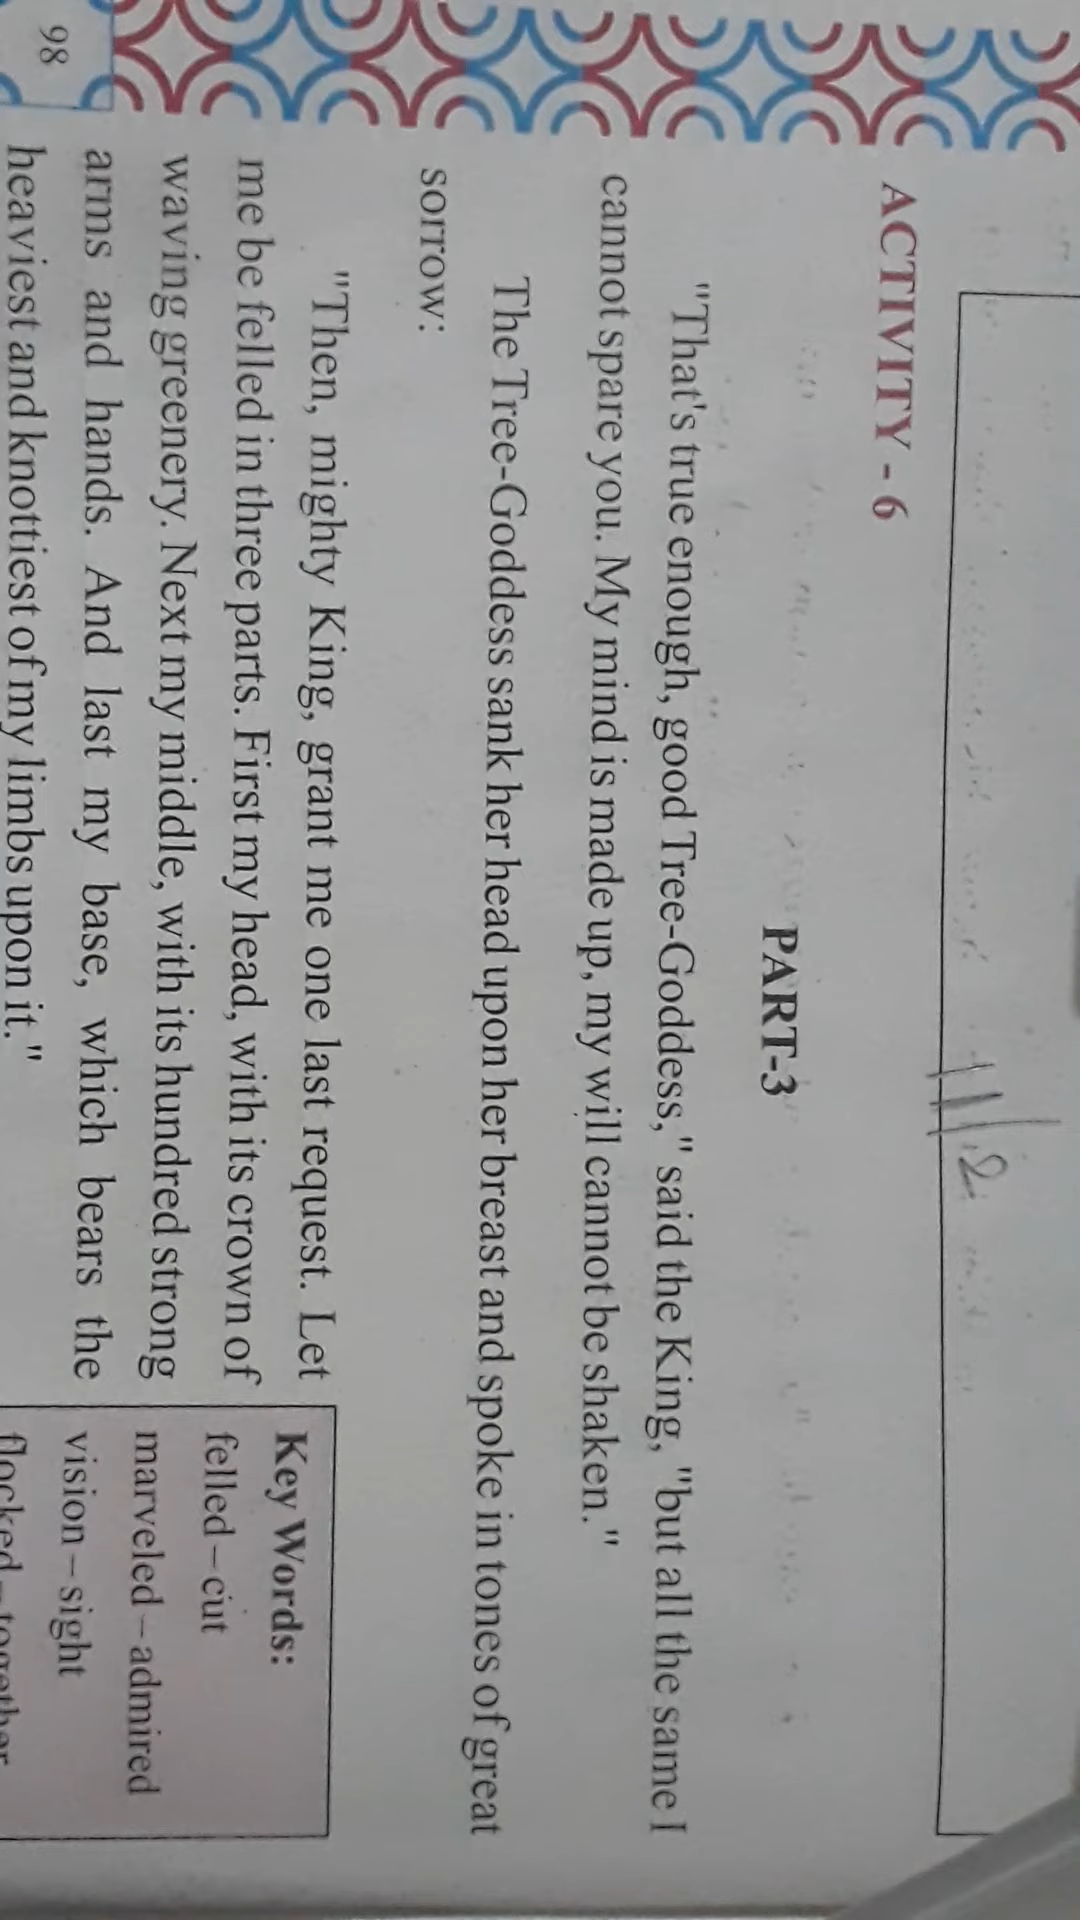 ACTIVITY - 6
PART-3
"That's true enough, good Tree-Goddess," said the King, "but all the same I
cannot spare you. My mind is made up, my will cannot be shaken."
The Tree-Goddess sank her head upon her breast and spoke in tones of great
sorrow:
"Then, mighty King, grant me one last request. Let
me be felled in three parts. First my head, with its crown of
waving greenery. Next my middle, with its hundred strong
arms and hands. And last my base, which bears the
heaviest and knottiest of my limbs upon it."
Key Words:
felled – cut
marveled – admired
vision – sight
flocked – together
98